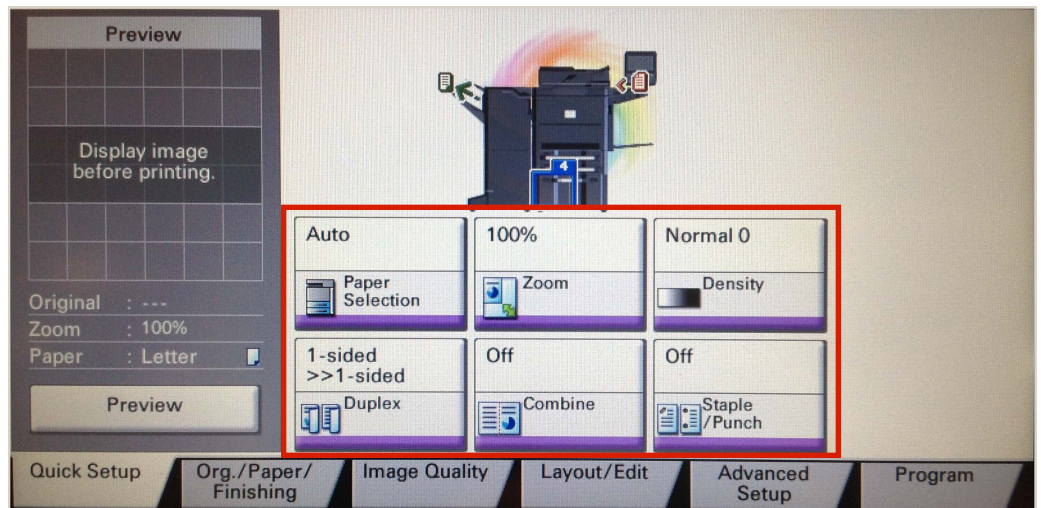 Preview
Display image
before printing.
Original : ---
Zoom : 100%
Paper : Letter
Preview
4
Auto
Paper
Selection
100%
Zoom
Normal 0
Density
1-sided
>>1-sided
Duplex
Off
Combine
Off
Staple
/Punch
Quick Setup
Org./Paper/
Finishing
Image Quality
Layout/Edit
Advanced
Setup
Program